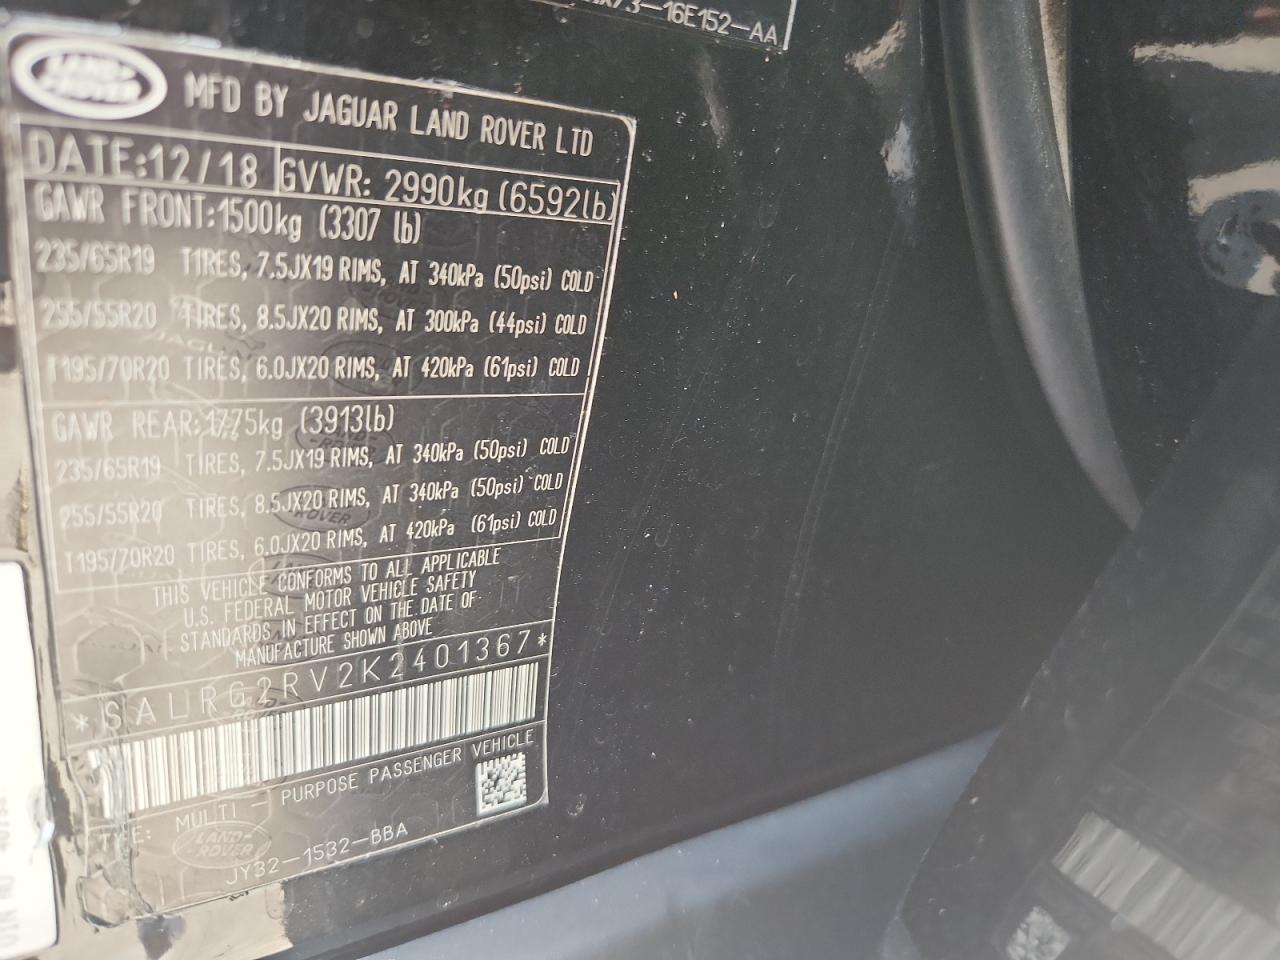 16E152-AA
LAND-
ROVER
MFD BY JAGUAR LAND ROVER LTD
DATE:12/18 GVWR: 2990kg (6592lb)
GAWR FRONT:1500kg (3307 lb)
235/65R19 TIRES, 7.5JX19 RIMS, AT 340kPa (50psi) COLD
255/55R20 TIRES, 8.5JX20 RIMS, AT 300kPa (44psi) COLD
T195/70R20 TIRES, 6.0JX20 RIMS, AT 420kPa (61psi) COLD
GAWR REAR:1775kg (3913lb)
235/65R19 TIRES, 7.5JX19 RIMS, AT 340kPa (50psi) COLD
255/55R20 TIRES, 8.5JX20 RIMS, AT 340kPa (50psi) COLD
T195/70R20 TIRES, 6.0JX20 RIMS, AT 420kPa (61psi) COLD
THIS VEHICLE CONFORMS TO ALL APPLICABLE
U.S. FEDERAL MOTOR VEHICLE SAFETY
STANDARDS IN EFFECT ON THE DATE OF
MANUFACTURE SHOWN ABOVE
*SALRG2RV2K2401367*
TYPE: MULTI - PURPOSE PASSENGER VEHICLE
LAND-
ROVER
JY32-1532-BBA